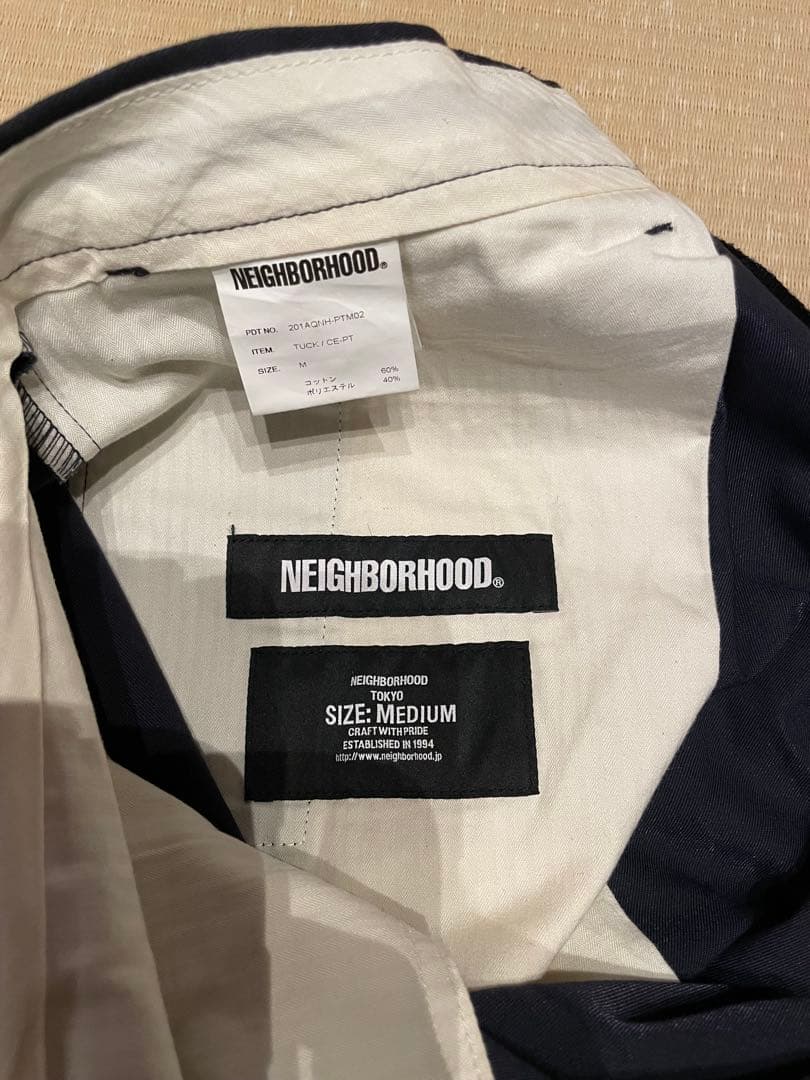 NEIGHBORHOOD®
PDT NO. 201AQNH-PTM02
ITEM. TUCK / CE-PT
SIZE. M
コットン 60%
ポリエステル 40%
NEIGHBORHOOD®
NEIGHBORHOOD
TOKYO
SIZE: MEDIUM
CRAFT WITH PRIDE
ESTABLISHED IN 1994
http://www.neighborhood.jp